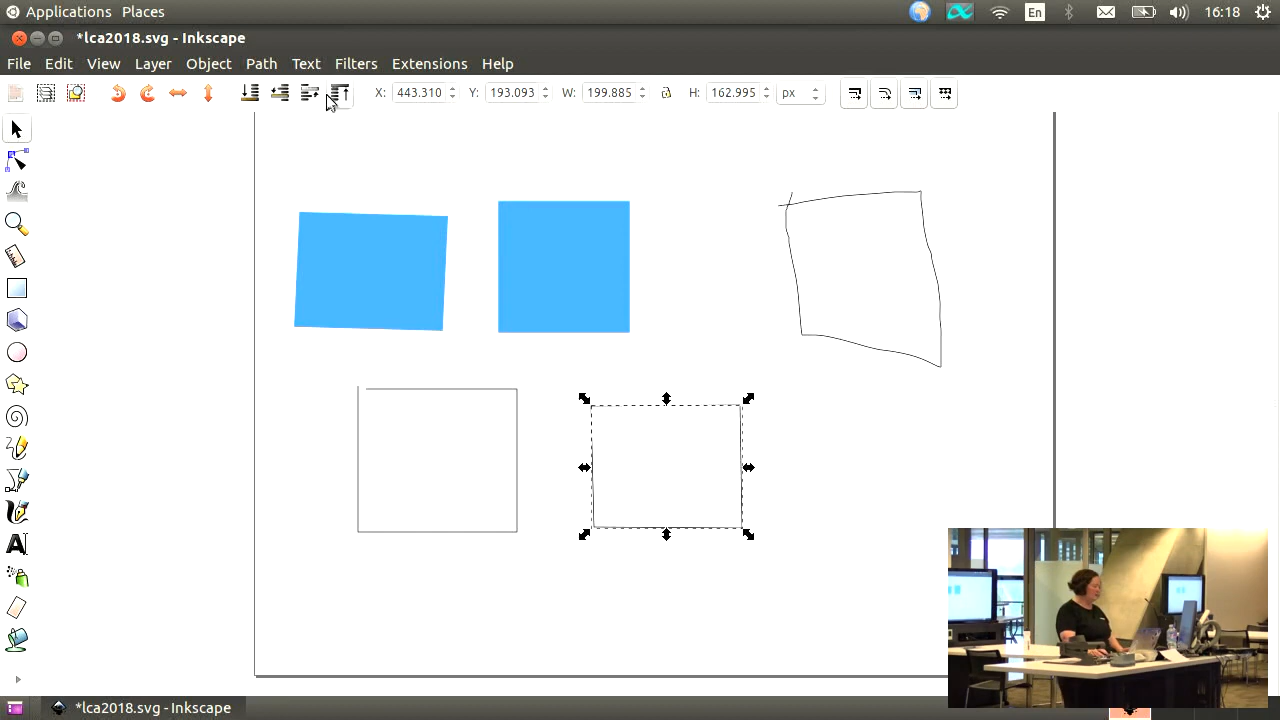 Applications Places En 16:18
*lca2018.svg - Inkscape
File Edit View Layer Object Path Text Filters Extensions Help
X: 443.310 Y: 193.093 W: 199.885 H: 162.995 px
A
*lca2018.svg - Inkscape